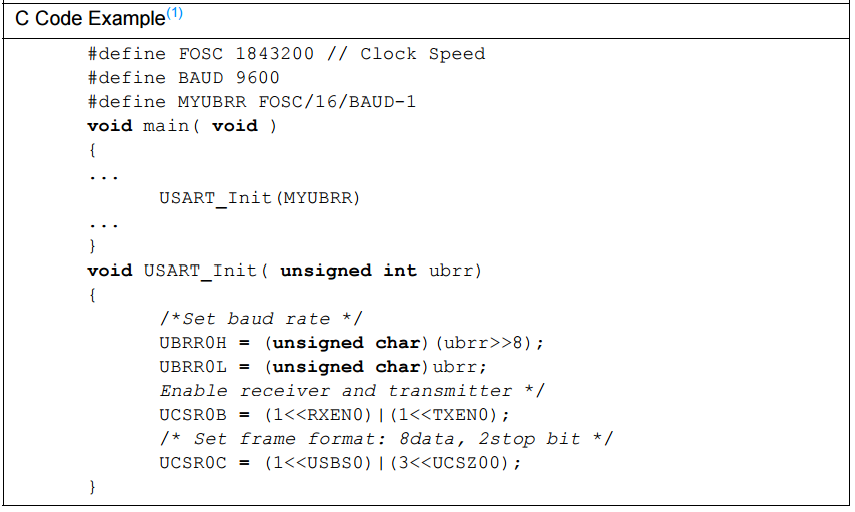 C Code Example(1)
#define FOSC 1843200 // Clock Speed
#define BAUD 9600
#define MYUBRR FOSC/16/BAUD-1
void main( void )
{
...
USART_Init(MYUBRR)
...
}
void USART_Init( unsigned int ubrr)
{
/*Set baud rate */
UBRR0H = (unsigned char)(ubrr>>8);
UBRR0L = (unsigned char)ubrr;
Enable receiver and transmitter */
UCSR0B = (1<<RXEN0)|(1<<TXEN0);
/* Set frame format: 8data, 2stop bit */
UCSR0C = (1<<USBS0)|(3<<UCSZ00);
}